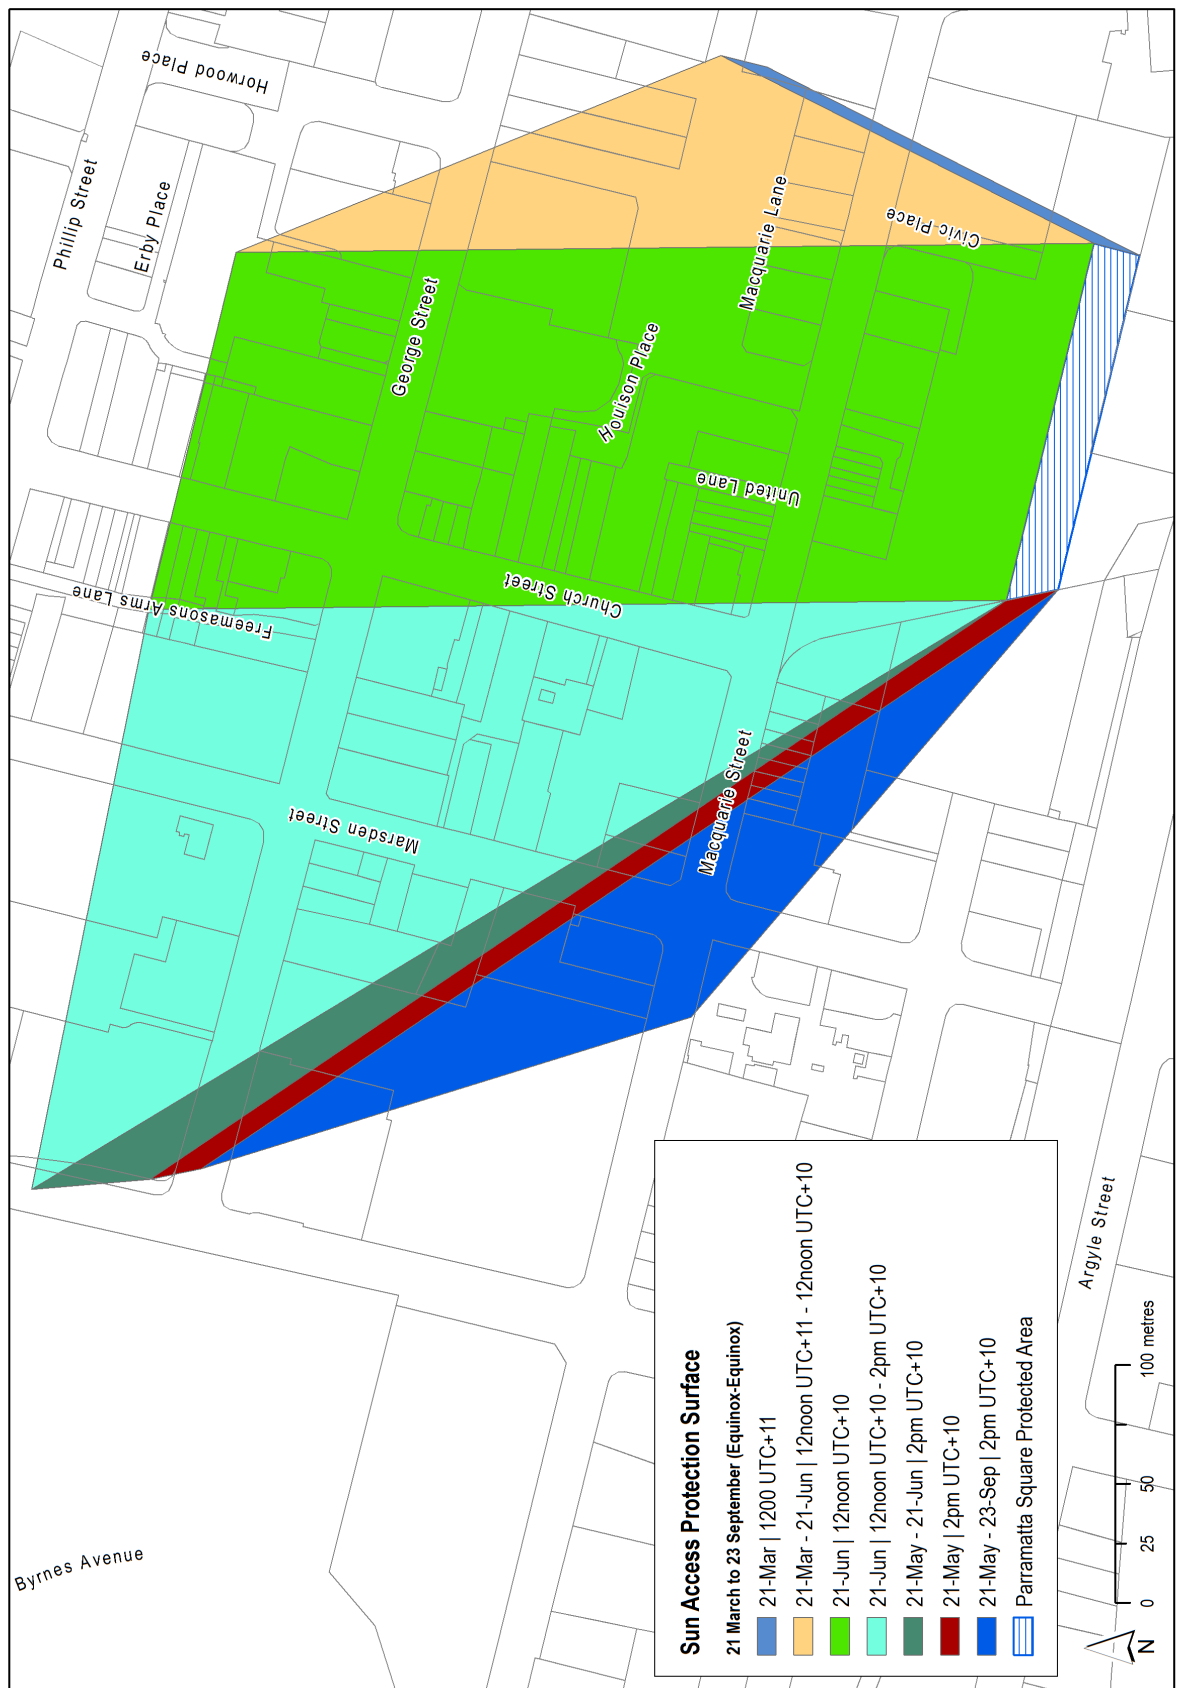 Horwood Place
Phillip Street
Erby Place
George Street
Macquarie Lane
Civic Place
Houison Place
United Lane
Church Street
Freemasons Arms Lane
Marsden Street
Macquarie Street
Argyle Street
Byrnes Avenue
Sun Access Protection Surface
21 March to 23 September (Equinox-Equinox)
21-Mar | 1200 UTC+11
21-Mar - 21-Jun | 12noon UTC+11 - 12noon UTC+10
21-Jun | 12noon UTC+10
21-Jun | 12noon UTC+10 - 2pm UTC+10
21-May - 21-Jun | 2pm UTC+10
21-May | 2pm UTC+10
21-May - 23-Sep | 2pm UTC+10
Parramatta Square Protected Area
N
0 25 50 100 metres